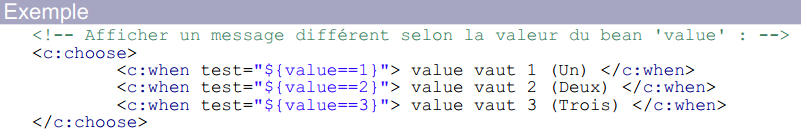 Exemple
<!-- Afficher un message différent selon la valeur du bean 'value' : -->
<c:choose>
<c:when test="${value==1}"> value vaut 1 (Un) </c:when>
<c:when test="${value==2}"> value vaut 2 (Deux) </c:when>
<c:when test="${value==3}"> value vaut 3 (Trois) </c:when>
</c:choose>